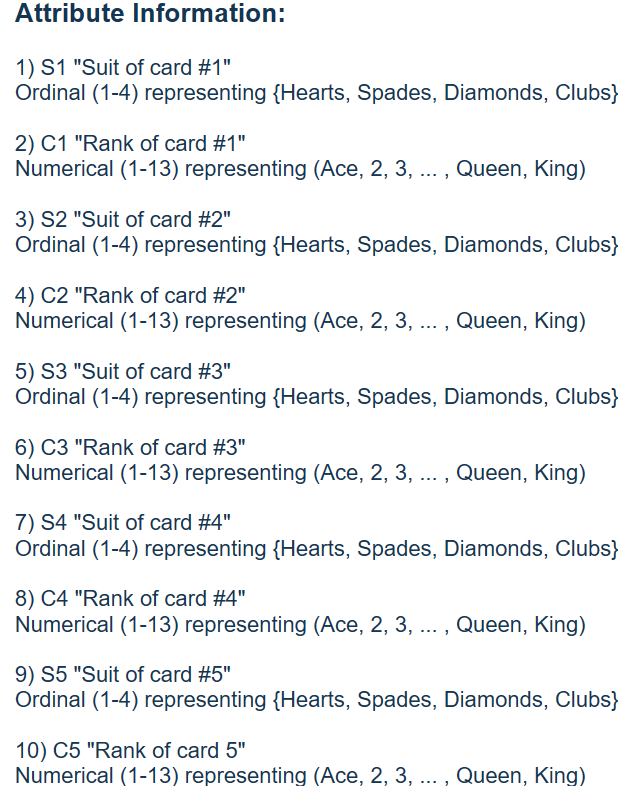 Attribute Information:
1) S1 "Suit of card #1"
Ordinal (1-4) representing {Hearts, Spades, Diamonds, Clubs}
2) C1 "Rank of card #1"
Numerical (1-13) representing (Ace, 2, 3, ... , Queen, King)
3) S2 "Suit of card #2"
Ordinal (1-4) representing {Hearts, Spades, Diamonds, Clubs}
4) C2 "Rank of card #2"
Numerical (1-13) representing (Ace, 2, 3, ... , Queen, King)
5) S3 "Suit of card #3"
Ordinal (1-4) representing {Hearts, Spades, Diamonds, Clubs}
6) C3 "Rank of card #3"
Numerical (1-13) representing (Ace, 2, 3, ... , Queen, King)
7) S4 "Suit of card #4"
Ordinal (1-4) representing {Hearts, Spades, Diamonds, Clubs}
8) C4 "Rank of card #4"
Numerical (1-13) representing (Ace, 2, 3, ... , Queen, King)
9) S5 "Suit of card #5"
Ordinal (1-4) representing {Hearts, Spades, Diamonds, Clubs}
10) C5 "Rank of card 5"
Numerical (1-13) representing (Ace, 2, 3, ... , Queen, King)